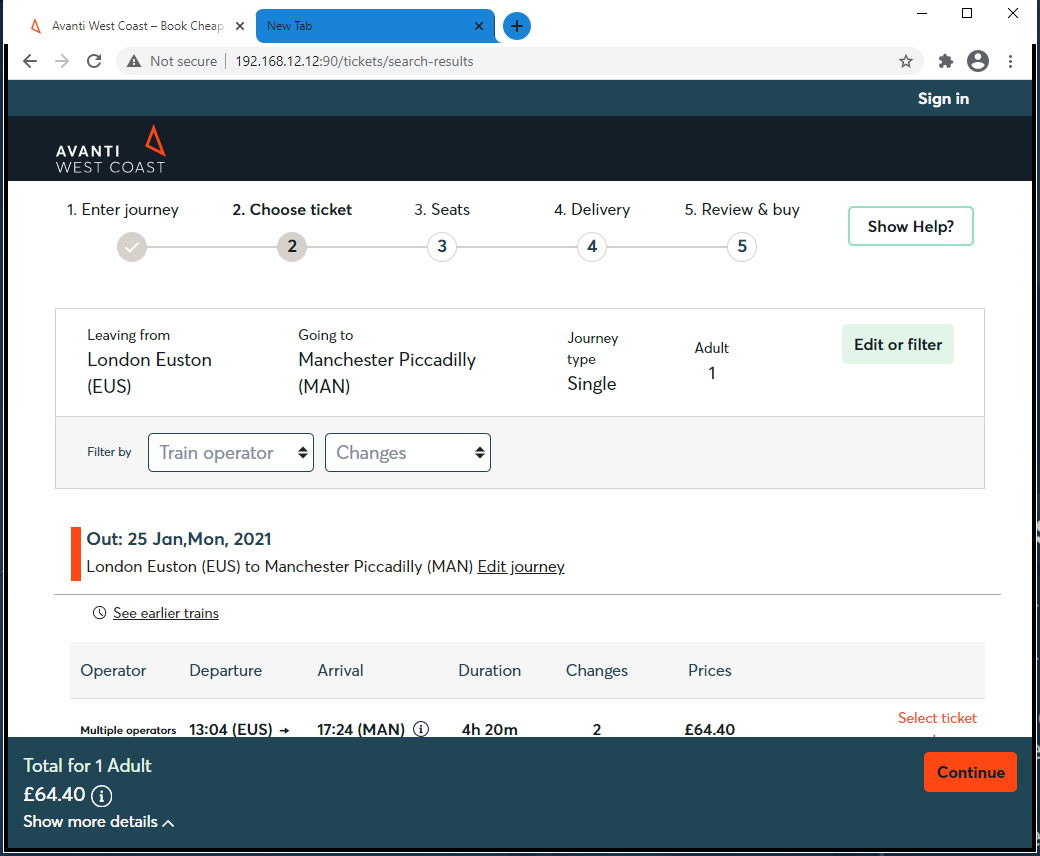 Avanti West Coast – Book Cheap
New Tab
Not secure
192.168.12.12:90/tickets/search-results
Sign in
AVANTI
WEST COAST
1. Enter journey
2. Choose ticket
3. Seats
4. Delivery
5. Review & buy
2
3
4
5
Show Help?
Leaving from
London Euston
(EUS)
Going to
Manchester Piccadilly
(MAN)
Journey
type
Single
Adult
1
Edit or filter
Filter by
Train operator
Changes
Out: 25 Jan,Mon, 2021
London Euston (EUS) to Manchester Piccadilly (MAN) Edit journey
See earlier trains
Operator Departure Arrival Duration Changes Prices
Select ticket
Multiple operators 13:04 (EUS) → 17:24 (MAN) 4h 20m 2 £64.40
Total for 1 Adult
£64.40
Show more details
Continue